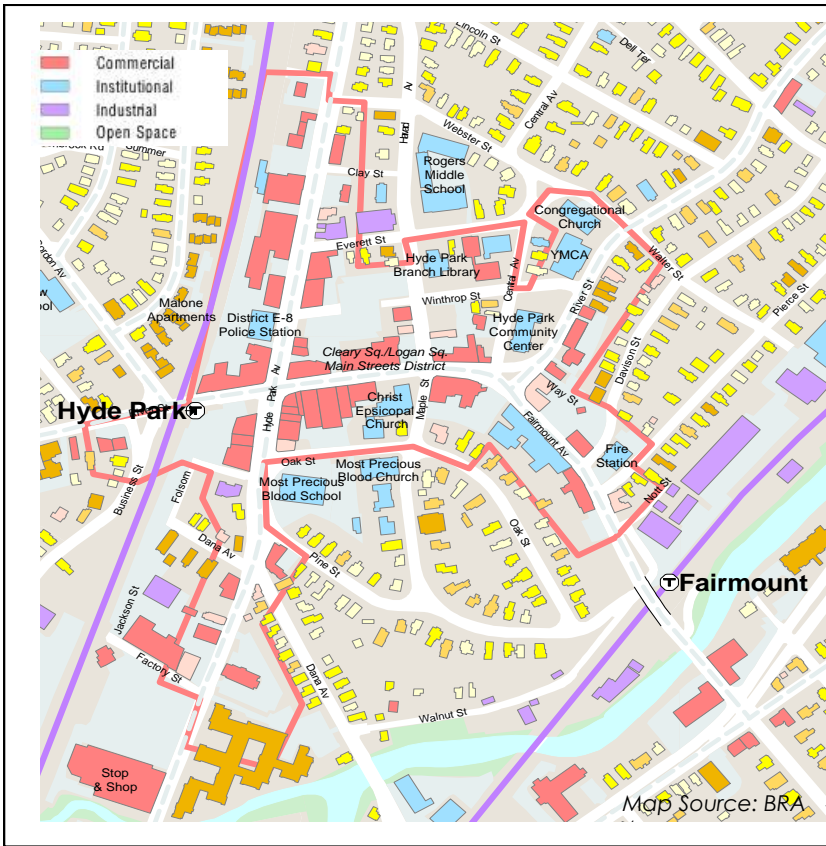 Commercial
Institutional
Industrial
Open Space
Lincoln St
Dell Ter
Central Av
Webster St
Summer
Clay St
Rogers
Middle
School
Everett St
Congregational
Church
YMCA
Hyde Park
Branch Library
Central Av
Walter St
River St
Pierce St
Gordon Av
Malone
Apartments
Winthrop St
District E-8
Police Station
Hyde Park
Community
Center
Davison St
Cleary Sq./Logan Sq.
Main Streets District
Hyde Park Av
Maple St
Way St
Christ
Epsicopal
Church
Hyde Park
T
Fairmount Av
Fire
Station
Nott St
Oak St
Most Precious
Blood Church
Most Precious
Blood School
Business St
Folsom
Oak St
Dana Av
Pine St
T
Fairmount
Jackson St
Factory St
Dana Av
Walnut St
Stop
& Shop
Map Source: BRA